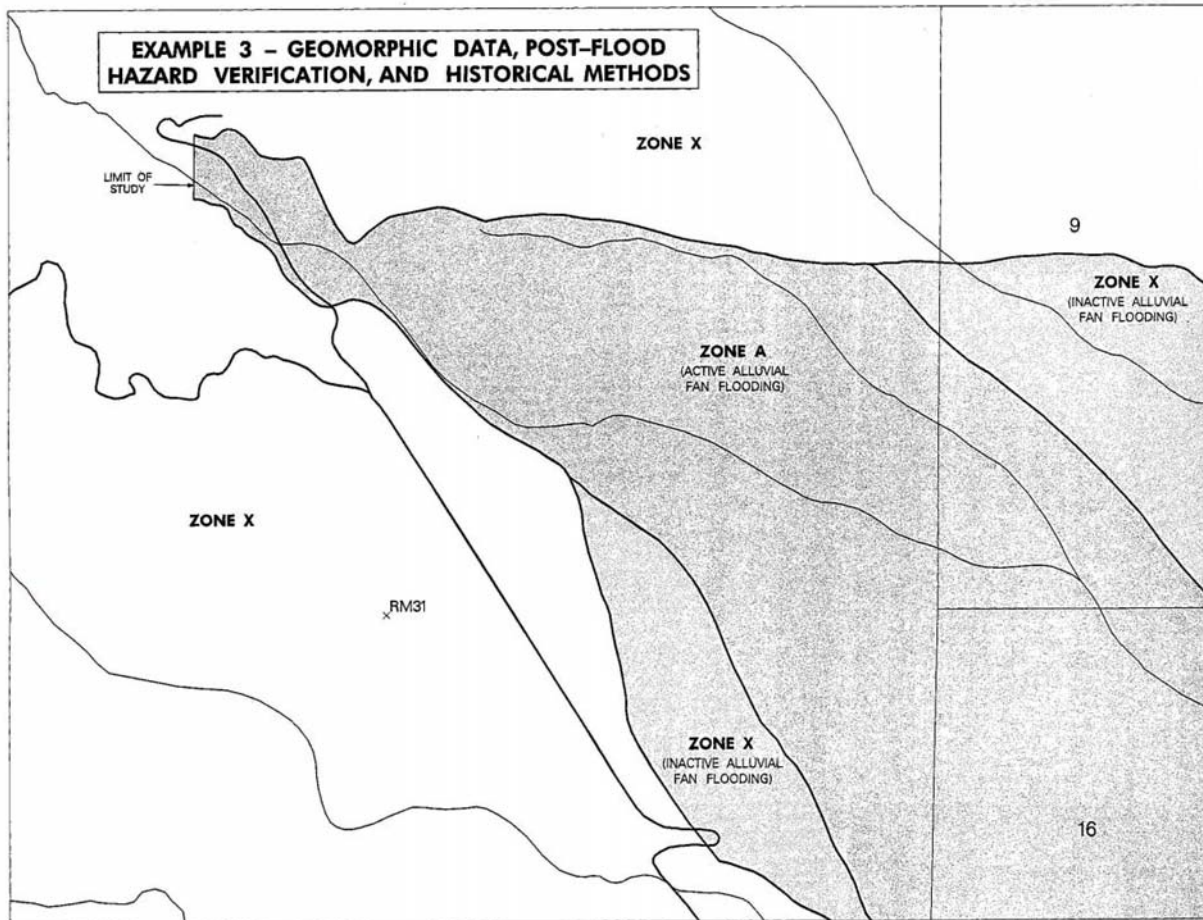 EXAMPLE 3 – GEOMORPHIC DATA, POST–FLOOD
HAZARD VERIFICATION, AND HISTORICAL METHODS
ZONE X
LIMIT OF
STUDY
9
ZONE X
(INACTIVE ALLUVIAL
FAN FLOODING)
ZONE A
(ACTIVE ALLUVIAL
FAN FLOODING)
ZONE X
RM31
ZONE X
(INACTIVE ALLUVIAL
FAN FLOODING)
16